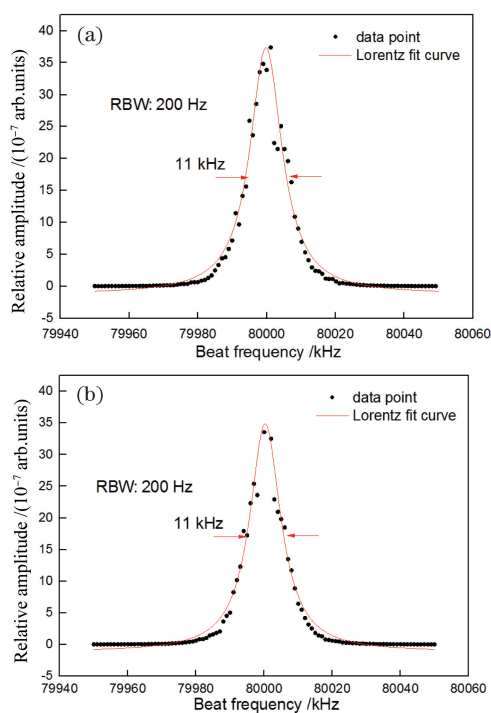 (a)
data point
Lorentz fit curve
RBW: 200 Hz
11 kHz
Relative amplitude /(10⁻⁷ arb.units)
40
35
30
25
20
15
10
5
0
-5
79940 79960 79980 80000 80020 80040 80060
Beat frequency /kHz
(b)
data point
Lorentz fit curve
RBW: 200 Hz
11 kHz
Relative amplitude /(10⁻⁷ arb.units)
40
35
30
25
20
15
10
5
0
-5
79940 79960 79980 80000 80020 80040 80060
Beat frequency /kHz